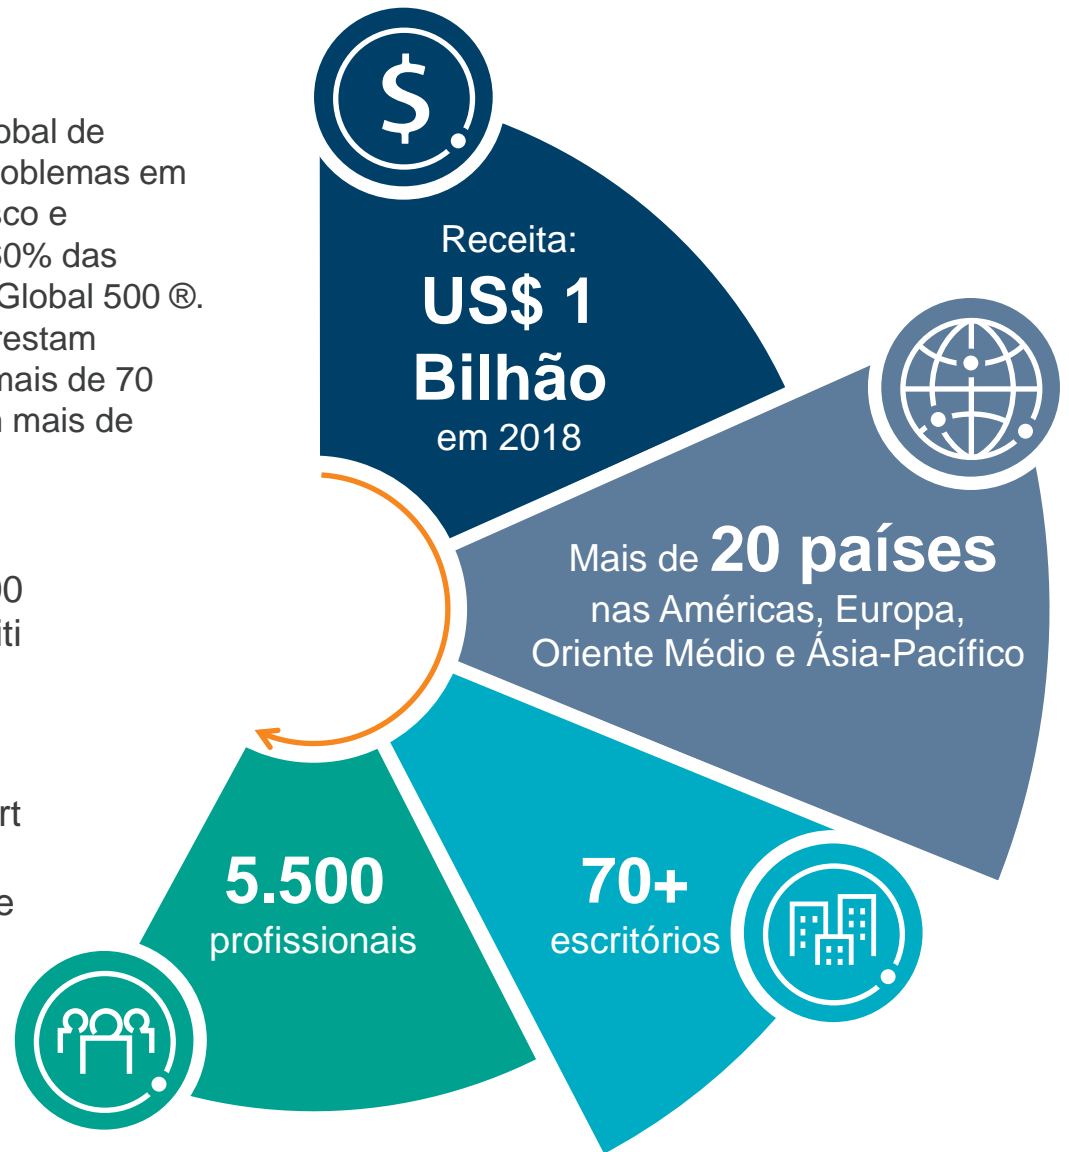 obal de
oblemas em
sco e
60% das
Global 500 ®.
restam
mais de 70
mais de
00
iti
rt
e
$
Receita:
US$ 1
Bilhão
em 2018
Mais de 20 países
nas Américas, Europa,
Oriente Médio e Ásia-Pacífico
5.500
profissionais
70+
escritórios